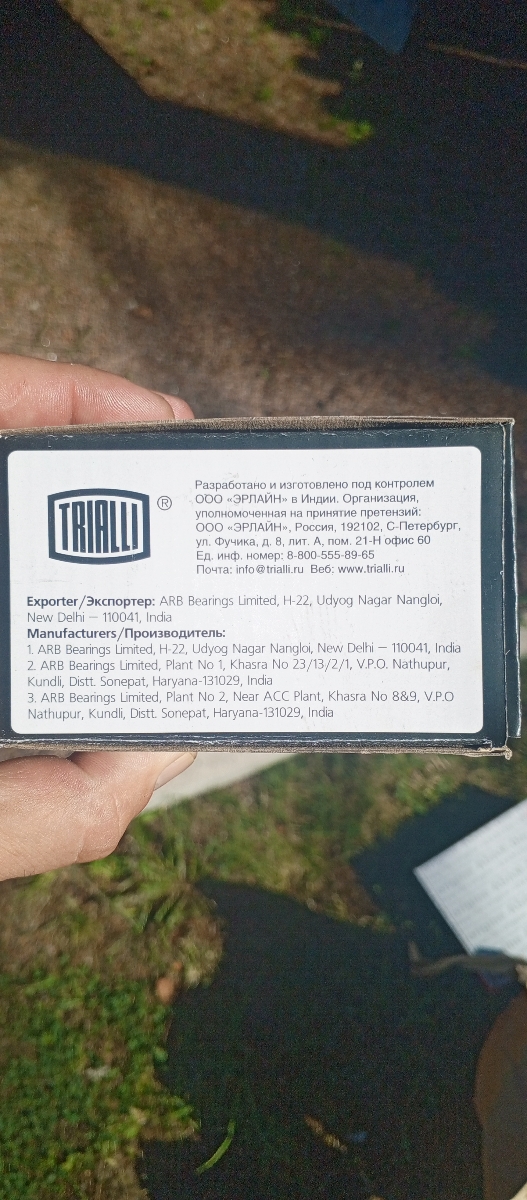 TRIALLI ®
Разработано и изготовлено под контролем
ООО «ЭРЛАЙН» в Индии. Организация,
уполномоченная на принятие претензий:
ООО «ЭРЛАЙН», Россия, 192102, С-Петербург,
ул. Фучика, д. 8, лит. А, пом. 21-Н офис 60
Ед. инф. номер: 8-800-555-89-65
Почта: info@trialli.ru Веб: www.trialli.ru
Exporter/Экспортер: ARB Bearings Limited, H-22, Udyog Nagar Nangloi,
New Delhi – 110041, India
Manufacturers/Производитель:
1. ARB Bearings Limited, H-22, Udyog Nagar Nangloi, New Delhi – 110041, India
2. ARB Bearings Limited, Plant No 1, Khasra No 23/13/2/1, V.P.O. Nathupur,
Kundli, Distt. Sonepat, Haryana-131029, India
3. ARB Bearings Limited, Plant No 2, Near ACC Plant, Khasra No 8&9, V.P.O
Nathupur, Kundli, Distt. Sonepat, Haryana-131029, India